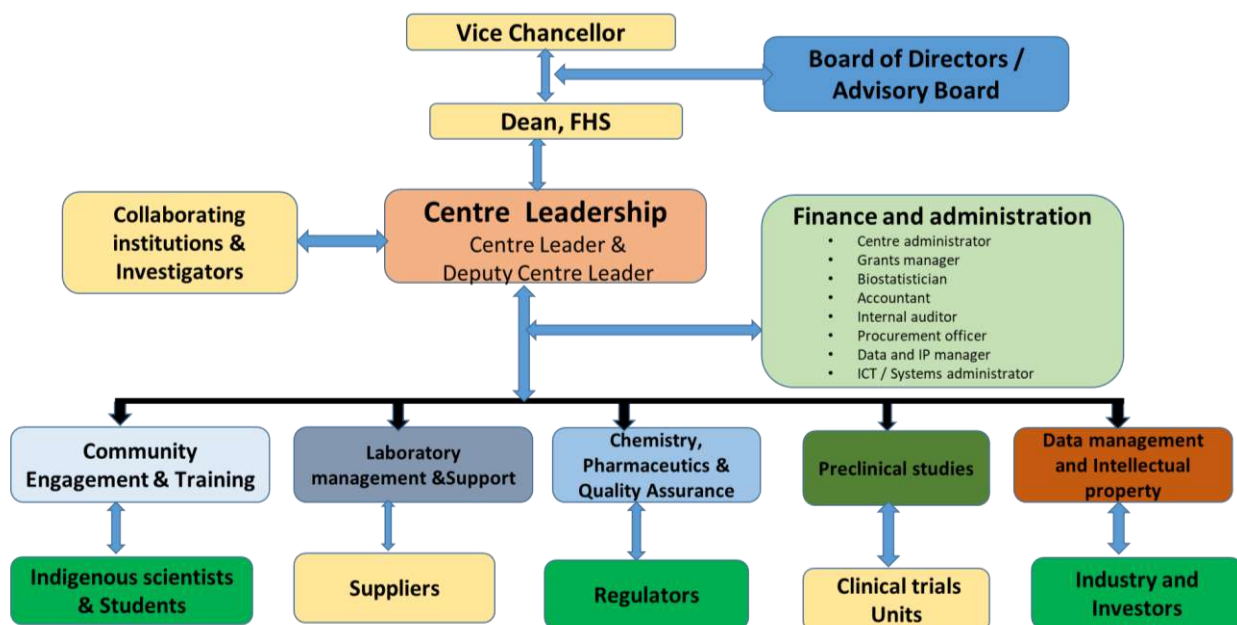 Vice Chancellor
Board of Directors /
Advisory Board
Dean, FHS
Collaborating
institutions &
Investigators
Centre Leadership
Centre Leader &
Deputy Centre Leader
Finance and administration
• Centre administrator
• Grants manager
• Biostatistician
• Accountant
• Internal auditor
• Procurement officer
• Data and IP manager
• ICT / Systems administrator
Community
Engagement & Training
Laboratory
management &Support
Chemistry,
Pharmaceutics &
Quality Assurance
Preclinical studies
Data management
and Intellectual
property
Indigenous scientists
& Students
Suppliers
Regulators
Clinical trials
Units
Industry and
Investors